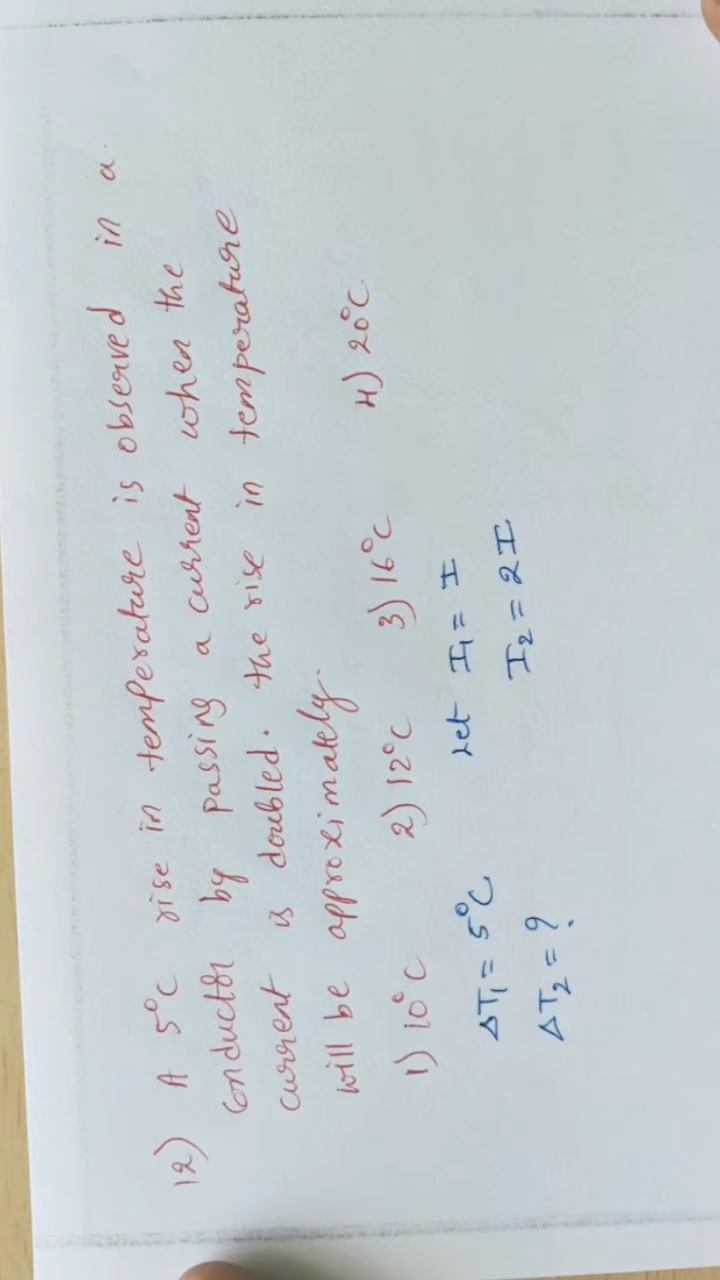 12) A 5°C rise in temperature is observed in a.
conductor by passing a current when the
current is doubled. the rise in temperature
will be approximately.
1) 10°C 2) 12°C 3) 16°C 4) 20°C.
ΔT₁ = 5°C Let I₁ = I
ΔT₂ = ? I₂ = 2I